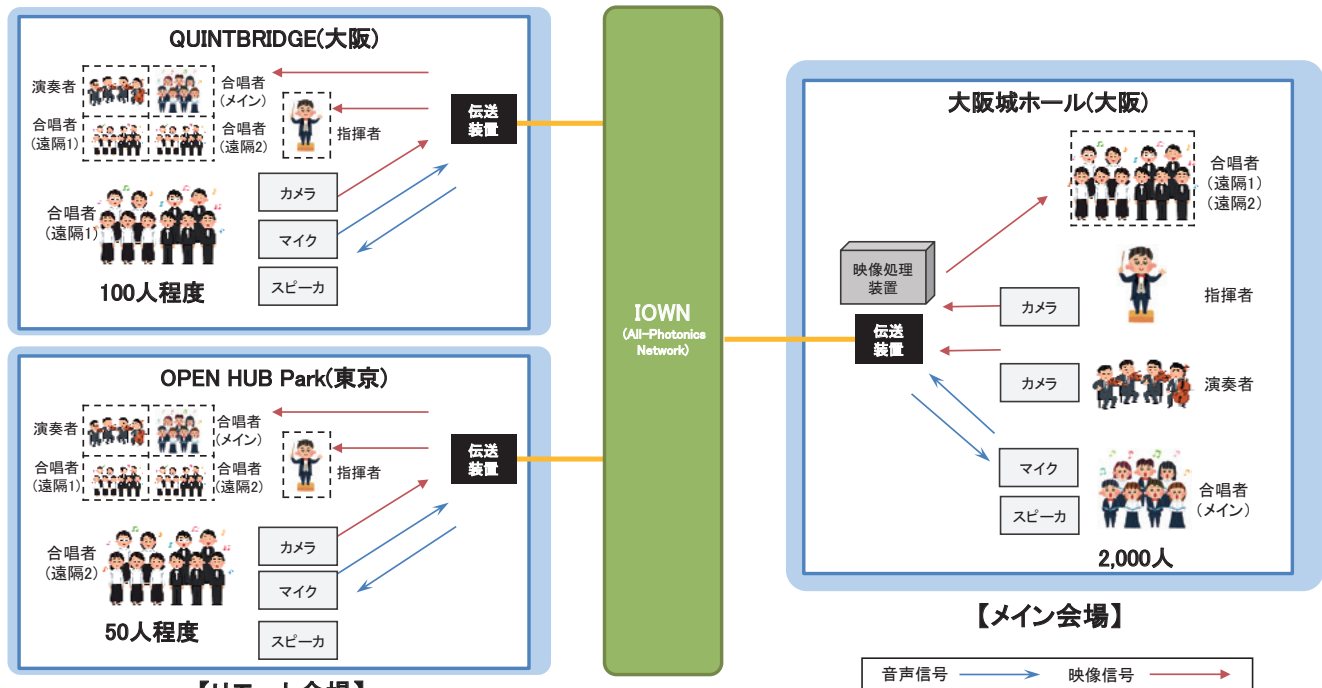 QUINTBRIDGE(大阪)
演奏者
合唱者
(メイン)
合唱者
(遠隔1)
合唱者
(遠隔2)
指揮者
伝送
装置
カメラ
マイク
スピーカ
合唱者
(遠隔1)
100人程度
OPEN HUB Park(東京)
演奏者
合唱者
(メイン)
合唱者
(遠隔1)
合唱者
(遠隔2)
指揮者
伝送
装置
カメラ
マイク
スピーカ
合唱者
(遠隔2)
50人程度
【リモート会場】
IOWN
(All-Photonics
Network)
大阪城ホール(大阪)
合唱者
(遠隔1)
(遠隔2)
映像処理
装置
伝送
装置
カメラ
指揮者
カメラ
演奏者
マイク
スピーカ
合唱者
(メイン)
2,000人
【メイン会場】
音声信号
映像信号